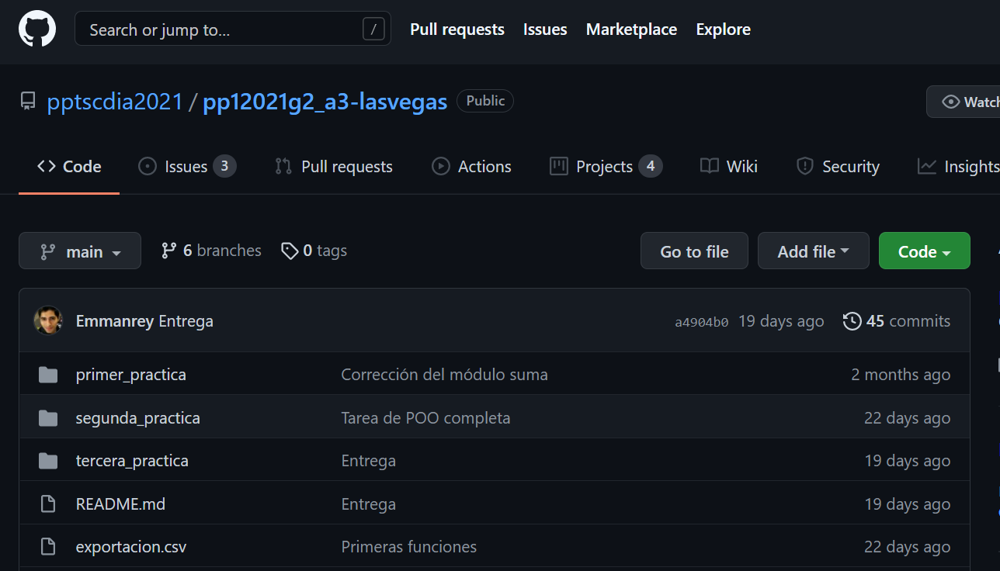 Search or jump to... / Pull requests Issues Marketplace Explore
pptscdia2021 / pp12021g2_a3-lasvegas Public Watch
Code Issues 3 Pull requests Actions Projects 4 Wiki Security Insights
main 6 branches 0 tags Go to file Add file Code
Emmanrey Entrega a4904b0 19 days ago 45 commits
primer_practica Corrección del módulo suma 2 months ago
segunda_practica Tarea de POO completa 22 days ago
tercera_practica Entrega 19 days ago
README.md Entrega 19 days ago
exportacion.csv Primeras funciones 22 days ago